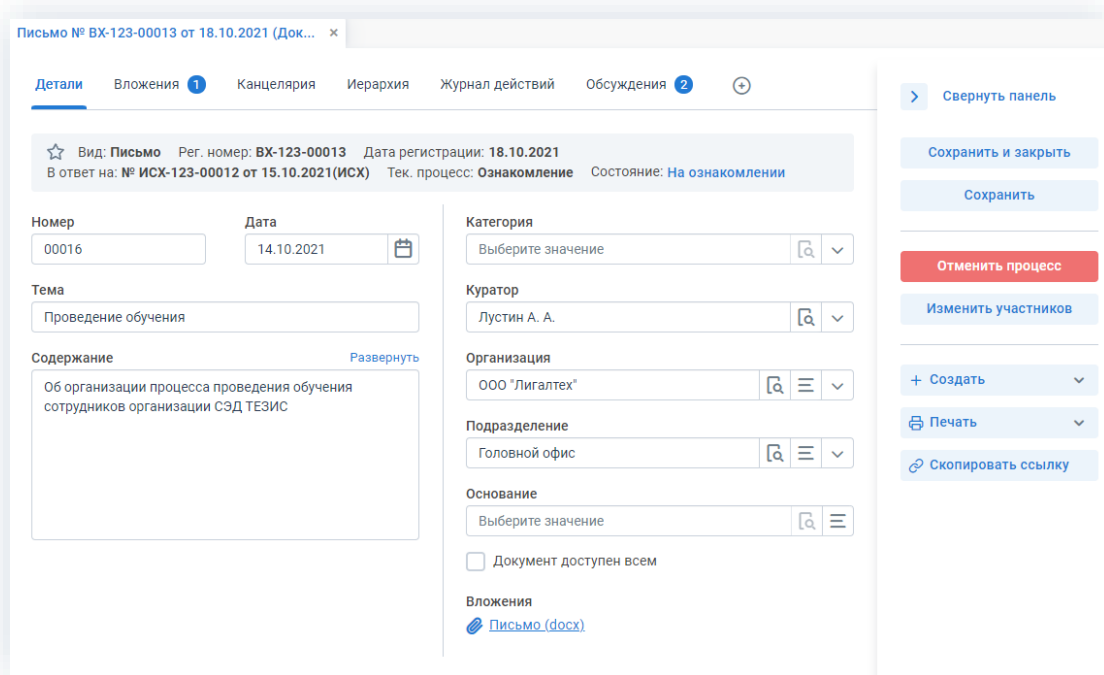 Письмо № ВХ-123-00013 от 18.10.2021 (Док... ×
Детали Вложения 1 Канцелярия Иерархия Журнал действий Обсуждения 2
Вид: Письмо Рег. номер: ВХ-123-00013 Дата регистрации: 18.10.2021
В ответ на: № ИСХ-123-00012 от 15.10.2021(ИСХ) Тек. процесс: Ознакомление Состояние: На ознакомлении
Номер Дата
00016 14.10.2021
Тема
Проведение обучения
Содержание Развернуть
Об организации процесса проведения обучения
сотрудников организации СЭД ТЕЗИС
Категория
Выберите значение
Куратор
Лустин А. А.
Организация
ООО "Лигалтех"
Подразделение
Головной офис
Основание
Выберите значение
Документ доступен всем
Вложения
Письмо (docx)
Свернуть панель
Сохранить и закрыть
Сохранить
Отменить процесс
Изменить участников
+ Создать
Печать
Скопировать ссылку